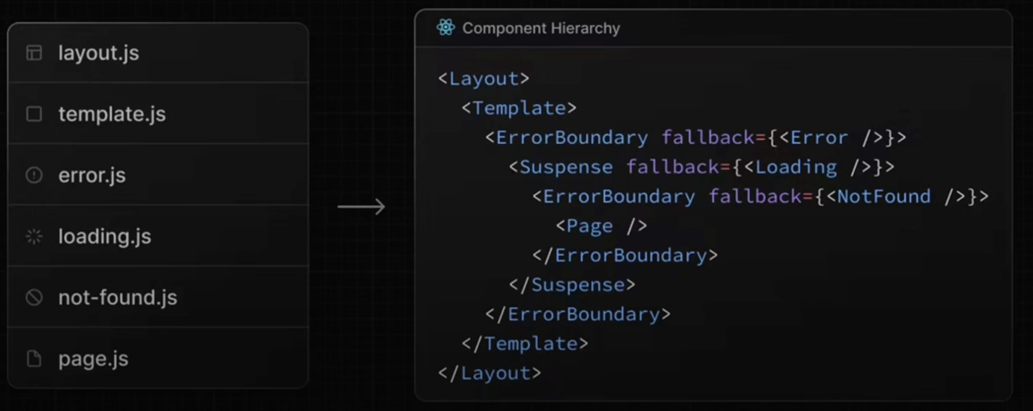 layout.js
template.js
error.js
loading.js
not-found.js
page.js
Component Hierarchy
<Layout>
<Template>
<ErrorBoundary fallback={<Error />}>
<Suspense fallback={<Loading />}>
<ErrorBoundary fallback={<NotFound />}>
<Page />
</ErrorBoundary>
</Suspense>
</ErrorBoundary>
</Template>
</Layout>